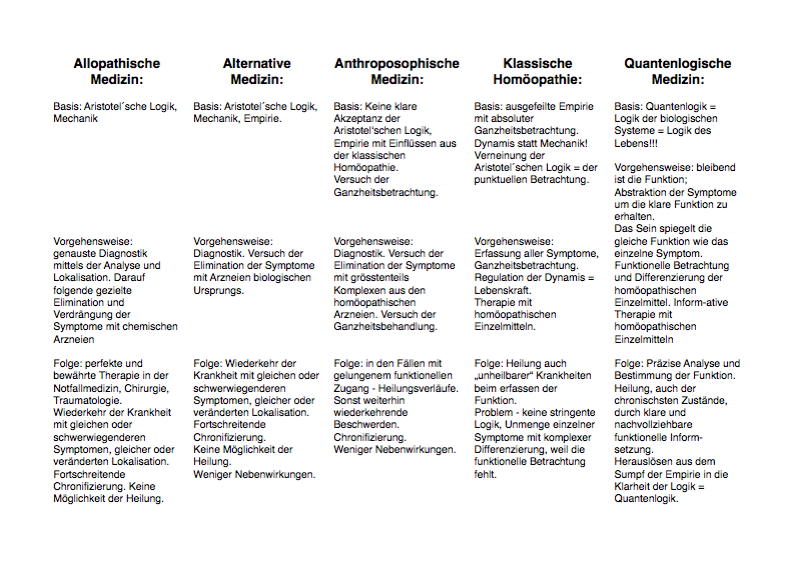 Allopathische
Medizin:
Basis: Aristotel´sche Logik,
Mechanik
Vorgehensweise:
genauste Diagnostik
mittels der Analyse und
Lokalisation. Darauf
folgende gezielte
Elimination und
Verdrängung der
Symptome mit chemischen
Arzneien
Folge: perfekte und
bewährte Therapie in der
Notfallmedizin, Chirurgie,
Traumatologie.
Wiederkehr der Krankheit
mit gleichen oder
schwerwiegenderen
Symptomen, gleicher oder
veränderten Lokalisation.
Fortschreitende
Chronifizierung. Keine
Möglichkeit der Heilung.
Alternative
Medizin:
Basis: Aristotel´sche Logik,
Mechanik, Empirie.
Vorgehensweise:
Diagnostik. Versuch der
Elimination der Symptome
mit Arzneien biologischen
Ursprungs.
Folge: Wiederkehr der
Krankheit mit gleichen oder
schwerwiegenderen
Symptomen, gleicher oder
veränderten Lokalisation.
Fortschreitende
Chronifizierung.
Keine Möglichkeit der
Heilung.
Weniger Nebenwirkungen.
Anthroposophische
Medizin:
Basis: Keine klare
Akzeptanz der
Aristotel'schen Logik,
Empirie mit Einflüssen aus
der klassischen
Homöopathie.
Versuch der
Ganzheitsbetrachtung.
Vorgehensweise:
Diagnostik. Versuch der
Elimination der Symptome
mit grösstenteils
Komplexen aus den
homöopathischen
Arzneien. Versuch der
Ganzheitsbehandlung.
Folge: in den Fällen mit
gelungenem funktionellen
Zugang - Heilungsverläufe.
Sonst weiterhin
wiederkehrende
Beschwerden.
Chronifizierung.
Weniger Nebenwirkungen.
Klassische
Homöopathie:
Basis: ausgefeilte Empirie
mit absoluter
Ganzheitsbetrachtung.
Dynamis statt Mechanik!
Verneinung der
Aristotel´schen Logik = der
punktuellen Betrachtung.
Vorgehensweise:
Erfassung aller Symptome,
Ganzheitsbetrachtung.
Regulation der Dynamis =
Lebenskraft.
Therapie mit
homöopathischen
Einzelmitteln.
Folge: Heilung auch
„unheilbarer“ Krankheiten
beim erfassen der
Funktion.
Problem - keine stringente
Logik, Unmenge einzelner
Symptome mit komplexer
Differenzierung, weil die
funktionelle Betrachtung
fehlt.
Quantenlogische
Medizin:
Basis: Quantenlogik =
Logik der biologischen
Systeme = Logik des
Lebens!!!
Vorgehensweise: bleibend
ist die Funktion;
Abstraktion der Symptome
um die klare Funktion zu
erhalten.
Das Sein spiegelt die
gleiche Funktion wie das
einzelne Symptom.
Funktionelle Betrachtung
und Differenzierung der
homöopathischen
Einzelmittel. Inform-ative
Therapie mit
homöopathischen
Einzelmitteln
Folge: Präzise Analyse und
Bestimmung der Funktion.
Heilung, auch der
chronischsten Zustände,
durch klare und
nachvollziehbare
funktionelle Inform-
setzung.
Herauslösen aus dem
Sumpf der Empirie in die
Klarheit der Logik =
Quantenlogik.